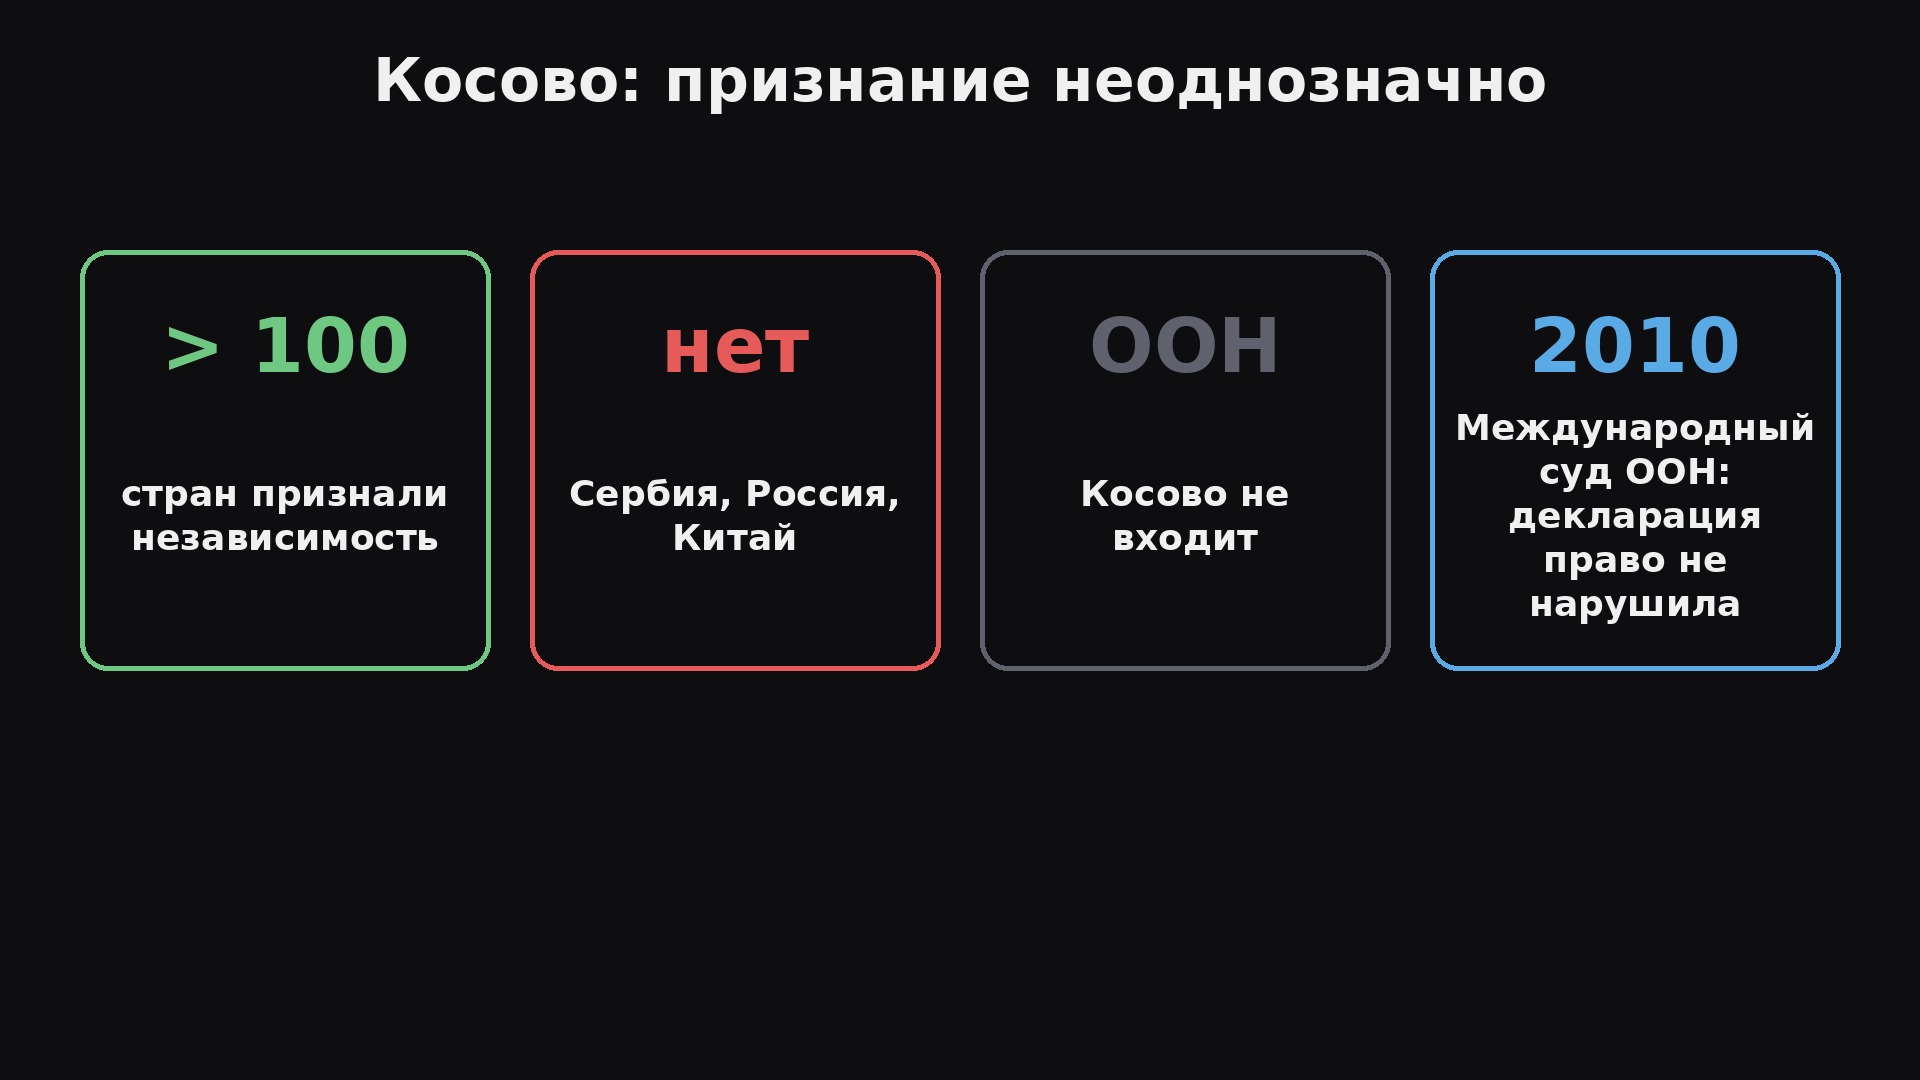 Косово: признание неоднозначно
> 100
стран признали
независимость
нет
Сербия, Россия,
Китай
ООН
Косово не
входит
2010
Международный
суд ООН:
декларация
право не
нарушила